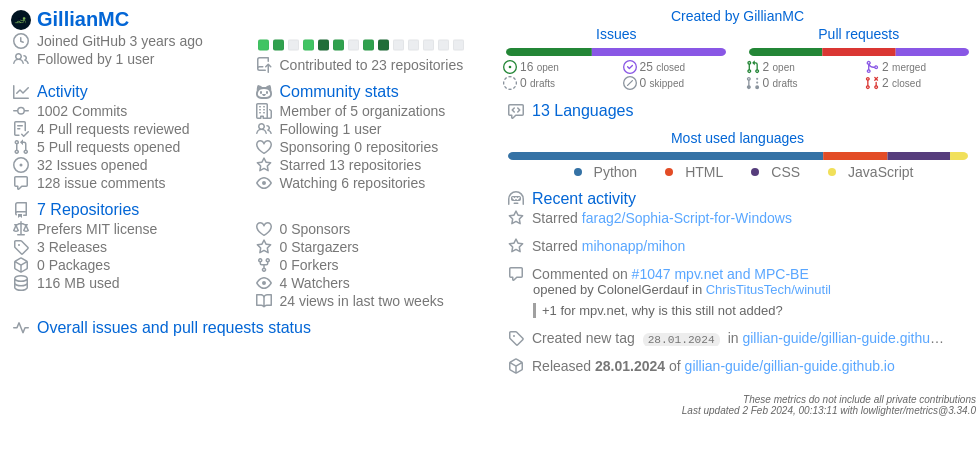 GillianMC
Joined GitHub 3 years ago
Followed by 1 user
Contributed to 23 repositories
Activity
1002 Commits
4 Pull requests reviewed
5 Pull requests opened
32 Issues opened
128 issue comments
Community stats
Member of 5 organizations
Following 1 user
Sponsoring 0 repositories
Starred 13 repositories
Watching 6 repositories
7 Repositories
Prefers MIT license
3 Releases
0 Packages
116 MB used
0 Sponsors
0 Stargazers
0 Forkers
4 Watchers
24 views in last two weeks
Overall issues and pull requests status
Created by GillianMC
Issues
16 open
25 closed
0 drafts
0 skipped
Pull requests
2 open
2 merged
0 drafts
2 closed
13 Languages
Most used languages
Python HTML CSS JavaScript
Recent activity
Starred farag2/Sophia-Script-for-Windows
Starred mihonapp/mihon
Commented on #1047 mpv.net and MPC-BE
opened by ColonelGerdauf in ChrisTitusTech/winutil
+1 for mpv.net, why is this still not added?
Created new tag 28.01.2024 in gillian-guide/gillian-guide.githu…
Released 28.01.2024 of gillian-guide/gillian-guide.github.io
These metrics do not include all private contributions
Last updated 2 Feb 2024, 00:13:11 with lowlighter/metrics@3.34.0